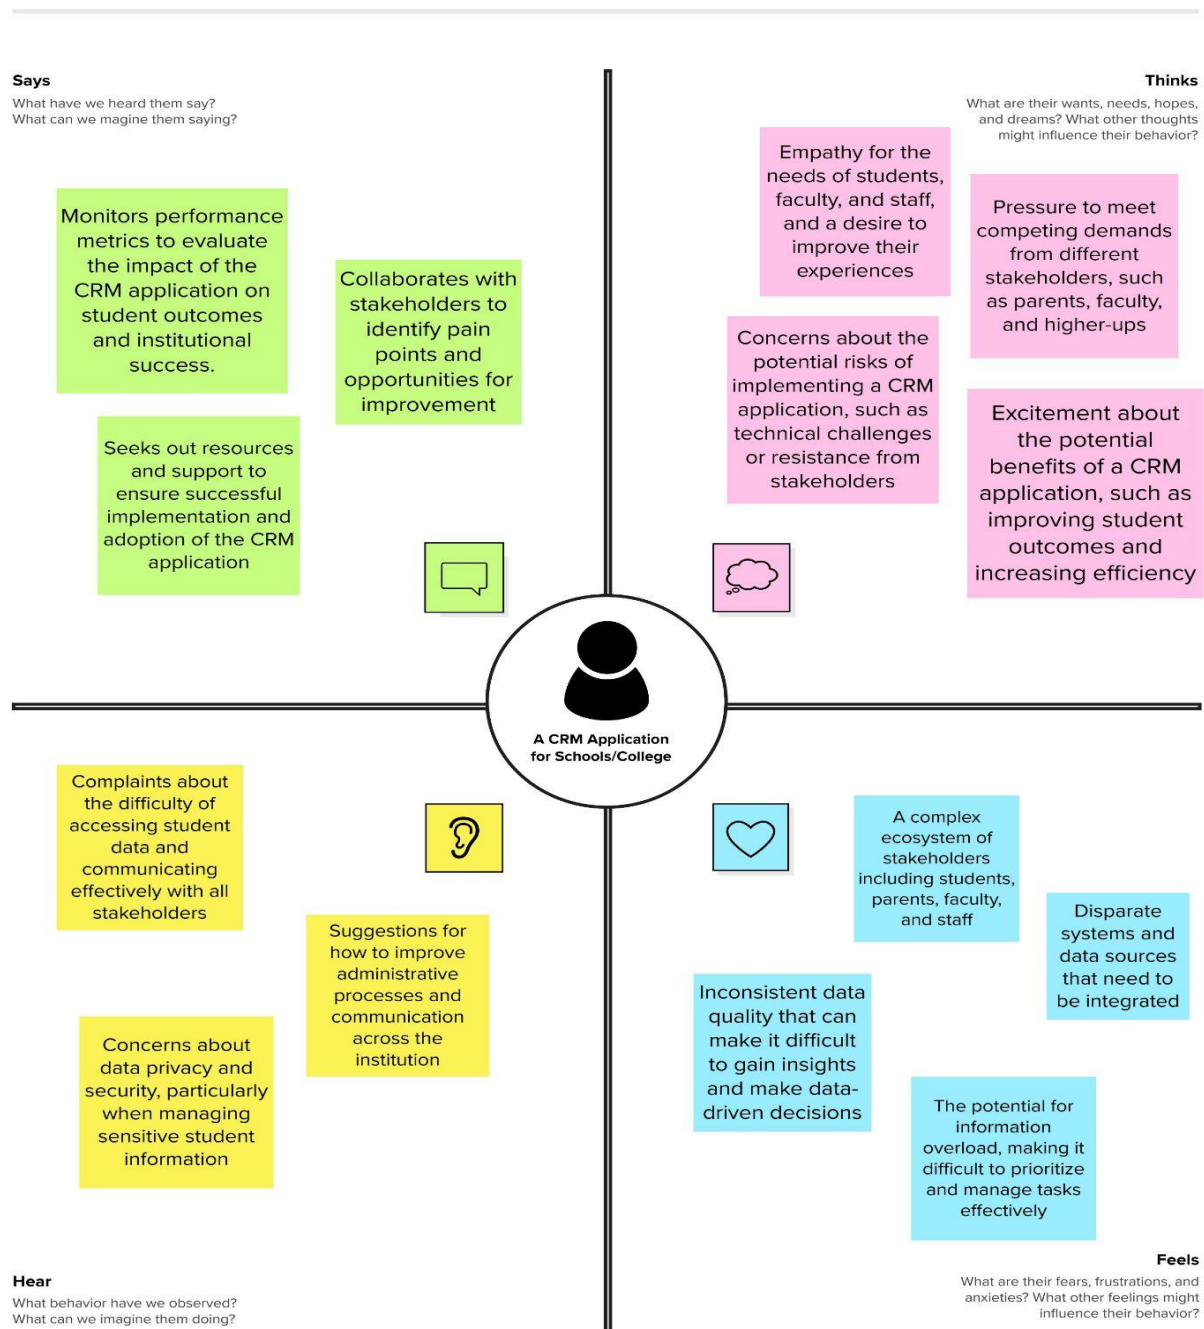 Says
What have we heard them say?
What can we magine them saying?
Monitors performance
metrics to evaluate
the impact of the
CRM application on
student outcomes
and institutional
success.
Collaborates with
stakeholders to
identify pain
points and
opportunities for
improvement
Seeks out resources
and support to
ensure successful
implementation and
adoption of the CRM
application
Thinks
What are their wants, needs, hopes,
and dreams? What other thoughts
might influence their behavior?
Empathy for the
needs of students,
faculty, and staff,
and a desire to
improve their
experiences
Pressure to meet
competing demands
from different
stakeholders, such
as parents, faculty,
and higher-ups
Concerns about the
potential risks of
implementing a CRM
application, such as
technical challenges
or resistance from
stakeholders
Excitement about
the potential
benefits of a CRM
application, such as
improving student
outcomes and
increasing efficiency
A CRM Application
for Schools/College
Complaints about
the difficulty of
accessing student
data and
communicating
effectively with all
stakeholders
Suggestions for
how to improve
administrative
processes and
communication
across the
institution
Concerns about
data privacy and
security, particularly
when managing
sensitive student
information
Hear
What behavior have we observed?
What can we imagine them doing?
A complex
ecosystem of
stakeholders
including students,
parents, faculty,
and staff
Disparate
systems and
data sources
that need to
be integrated
Inconsistent data
quality that can
make it difficult
to gain insights
and make data-
driven decisions
The potential for
information
overload, making it
difficult to prioritize
and manage tasks
effectively
Feels
What are their fears, frustrations, and
anxieties? What other feelings might
influence their behavior?